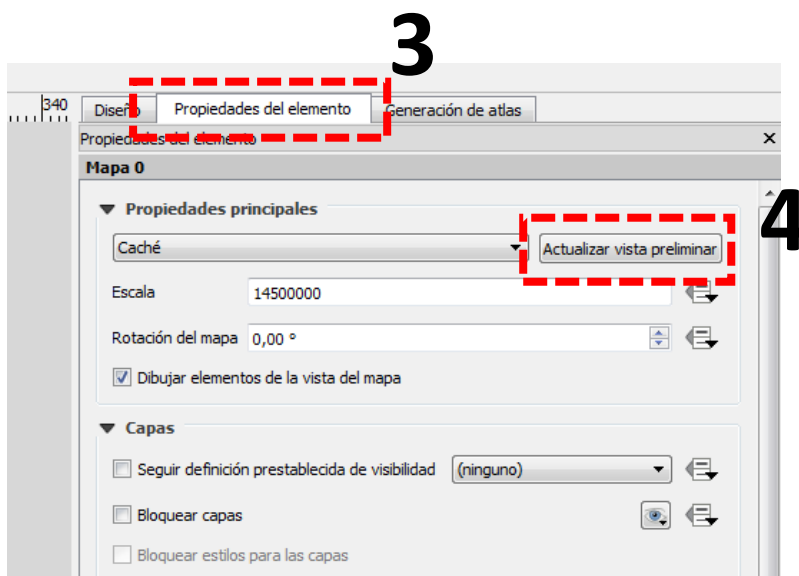 3
340
Diseño Propiedades del elemento Generación de atlas
Propiedades del elemento
Mapa 0
Propiedades principales
4
Caché Actualizar vista preliminar
Escala 14500000
Rotación del mapa 0,00 º
Dibujar elementos de la vista del mapa
Capas
Seguir definición prestablecida de visibilidad (ninguno)
Bloquear capas
Bloquear estilos para las capas